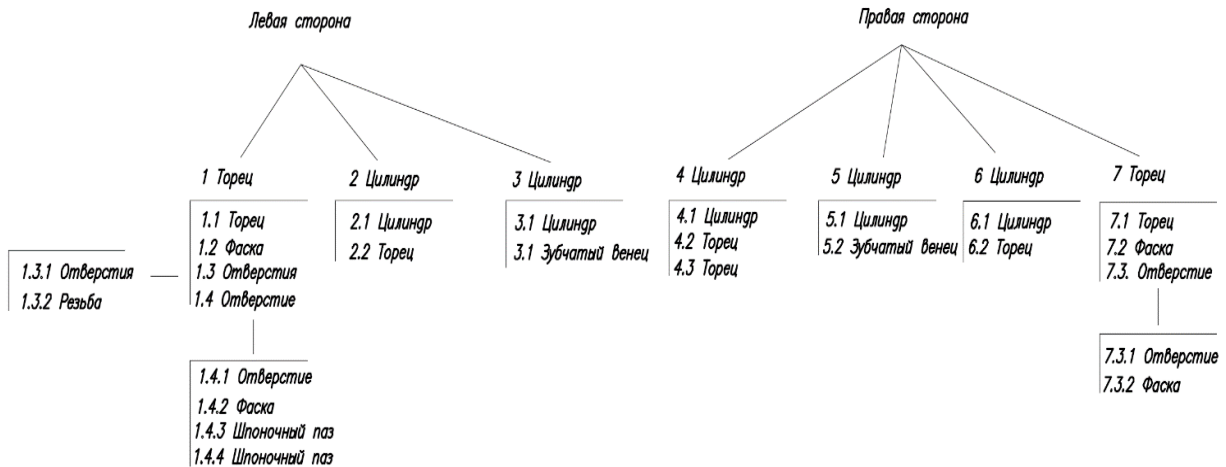 Левая сторона
Правая сторона
1 Торец
2 Цилиндр
3 Цилиндр
4 Цилиндр
5 Цилиндр
6 Цилиндр
7 Торец
1.1 Торец
1.2 Фаска
1.3 Отверстия
1.4 Отверстие
1.3.1 Отверстия
1.3.2 Резьба
1.4.1 Отверстие
1.4.2 Фаска
1.4.3 Шпоночный паз
1.4.4 Шпоночный паз
2.1 Цилиндр
2.2 Торец
3.1 Цилиндр
3.1 Зубчатый венец
4.1 Цилиндр
4.2 Торец
4.3 Торец
5.1 Цилиндр
5.2 Зубчатый венец
6.1 Цилиндр
6.2 Торец
7.1 Торец
7.2 Фаска
7.3. Отверстие
7.3.1 Отверстие
7.3.2 Фаска